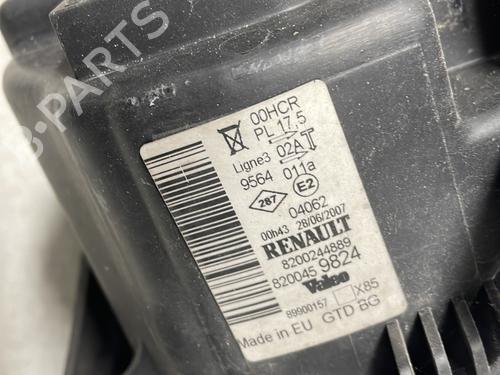 00HCR
PL 17,5
Ligne3 02A
9564 011a
287 E2
04062
00h43 28/06/2007
RENAULT
8200244889
820045 9824
Valeo
89900157 X85
Made in EU GTD BG
B-Parts